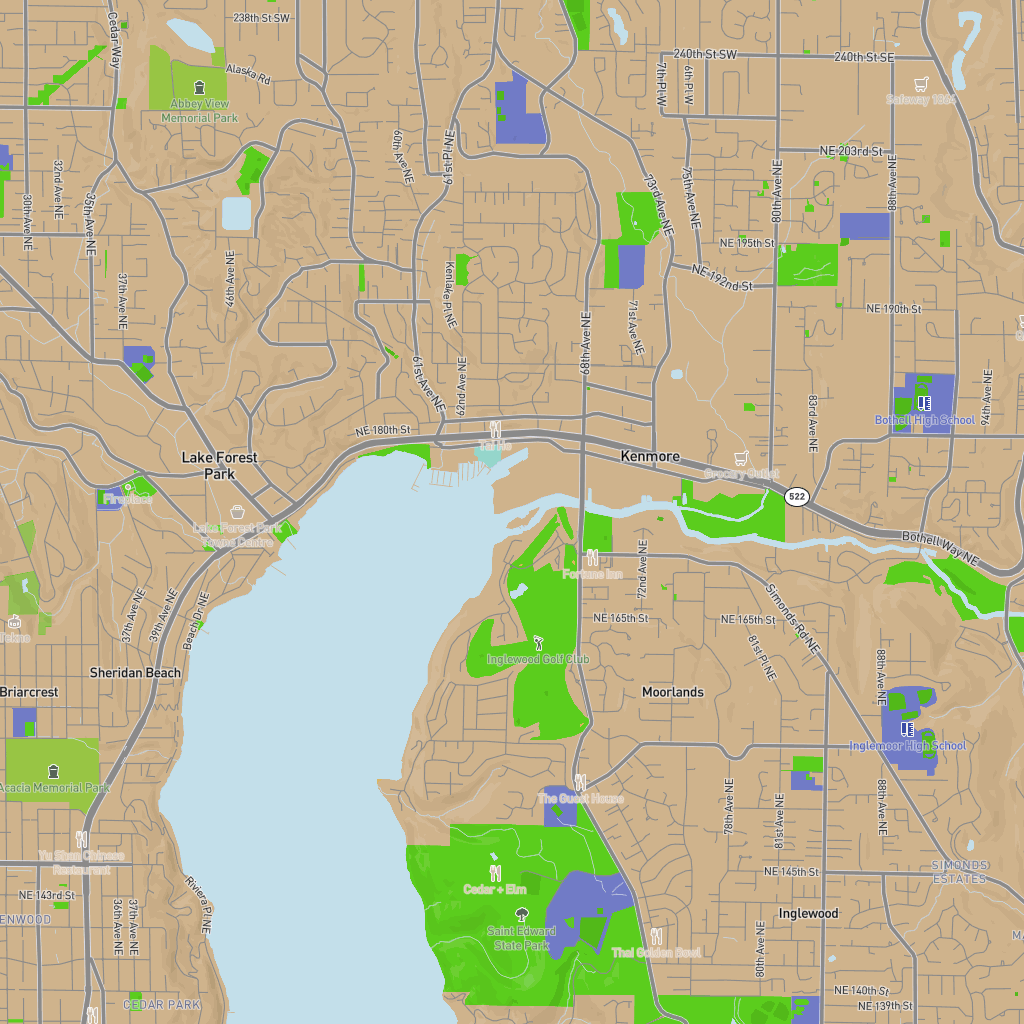 238th St SW
Cedar Way
Alaska Rd
Abbey View
Memorial Park
240th St SW
240th St SE
7th Pl W
6th Pl W
Safeway 1864
NE 203rd St
32nd Ave NE
30th Ave NE
35th Ave NE
61st Pl NE
73rd Ave NE
75th Ave NE
80th Ave NE
88th Ave NE
NE 195th St
NE 192nd St
37th Ave NE
46th Ave NE
Kenlake Pl NE
71st Ave NE
68th Ave NE
NE 190th St
61st Ave NE
62nd Ave NE
83rd Ave NE
94th Ave NE
Bothell High School
NE 180th St
Tai Ho
Lake Forest
Park
Kenmore
Grocery Outlet
522
Fireplace
Lake Forest Park
Towne Centre
Bothell Way NE
Fortune Inn
72nd Ave NE
NE 165th St
NE 165th St
Simonds Rd NE
81st Pl NE
37th Ave NE
39th Ave NE
Beach Dr NE
Inglewood Golf Club
Sheridan Beach
Briarcrest
Moorlands
88th Ave NE
Inglemoor High School
Acacia Memorial Park
The Guest House
78th Ave NE
81st Ave NE
88th Ave NE
Yu Shan Chinese
Restaurant
NE 143rd St
Riviera Pl NE
Cedar + Elm
NE 145th St
SIMONDS
ESTATES
36th Ave NE
37th Ave NE
Saint Edward
State Park
Inglewood
Thai Golden Bowl
80th Ave NE
CEDAR PARK
NE 140th St
NE 139th St